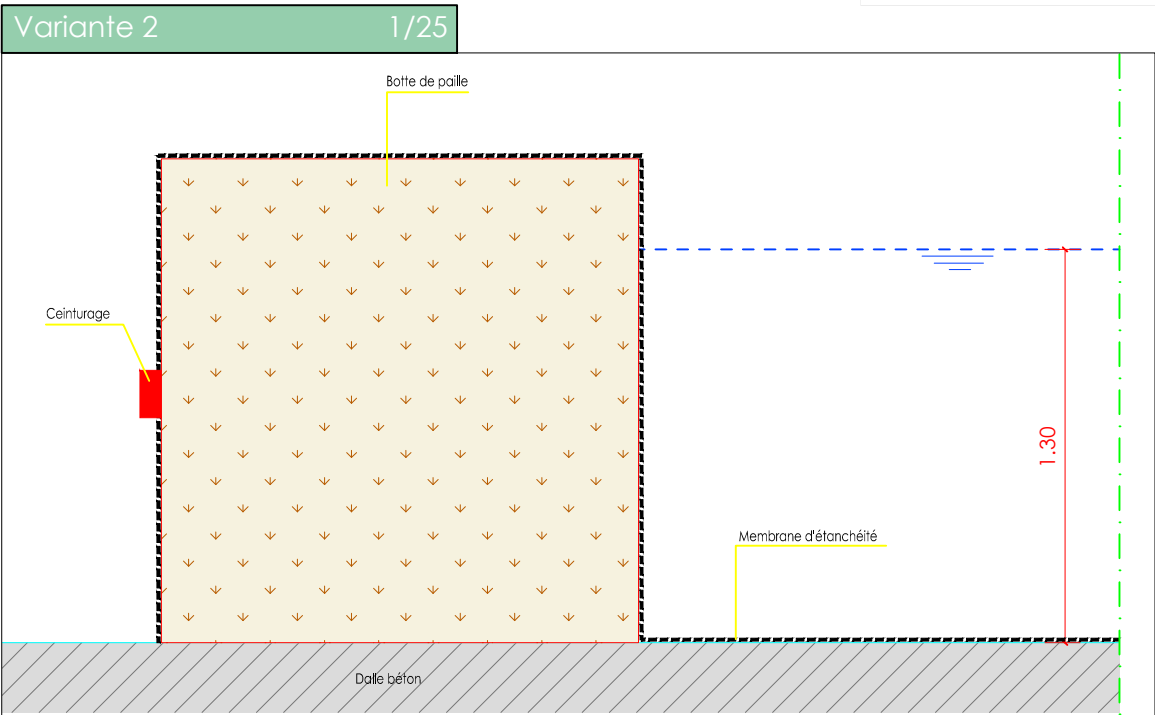 Variante 2 1/25
Botte de paille
Ceinturage
1.30
Membrane d'étanchéité
Dalle béton